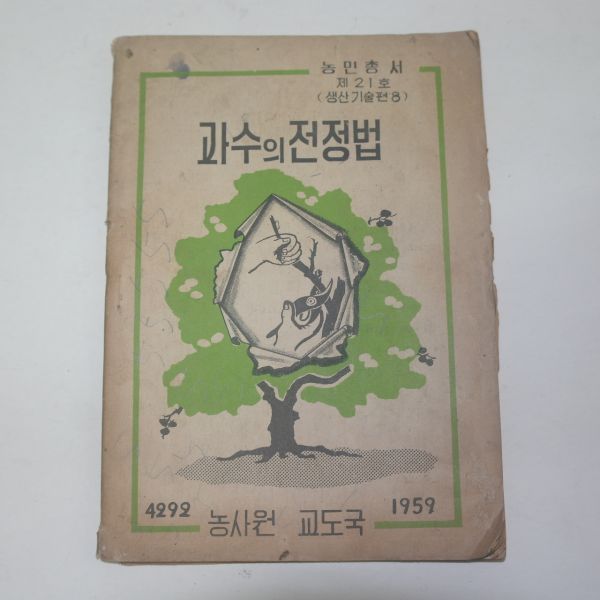 농민총서
제21호
(생산기술편8)
과수의전정법
4292 농사원 교도국 1959